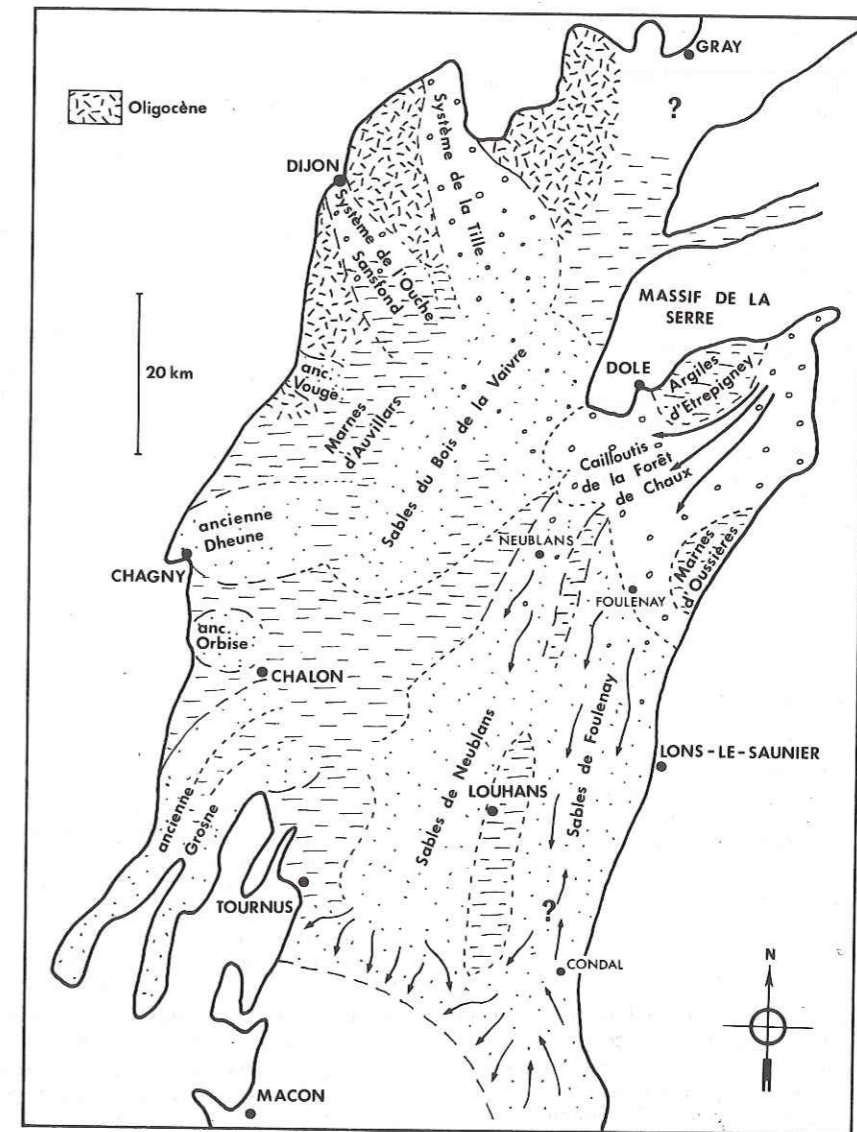 GRAY
?
Oligocène
Système de la Tille
DIJON
Système de l'Ouche
Sansfond
MASSIF DE LA
SERRE
20 km
DOLE
Argiles
d'Etrepigney
anc.
Vouge
Marnes
d'Auvillars
Sables du Bois de la Vaivre
Cailloutis
de la Forêt
de Chaux
ancienne
Dheune
NEUBLANS
Marnes
d'Oussières
CHAGNY
FOULENAY
anc.
Orbise
CHALON
Sables de Neublans
Sables de Foulenay
LONS-LE-SAUNIER
LOUHANS
ancienne
Grosne
TOURNUS
?
CONDAL
N
MACON